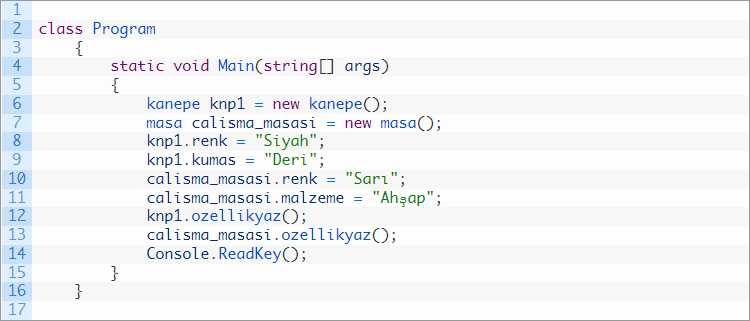 1
2 class Program
3     {
4         static void Main(string[] args)
5         {
6             kanepe knp1 = new kanepe();
7             masa calisma_masasi = new masa();
8             knp1.renk = "Siyah";
9             knp1.kumas = "Deri";
10             calisma_masasi.renk = "Sarı";
11             calisma_masasi.malzeme = "Ahşap";
12             knp1.ozellikyaz();
13             calisma_masasi.ozellikyaz();
14             Console.ReadKey();
15         }
16     }
17